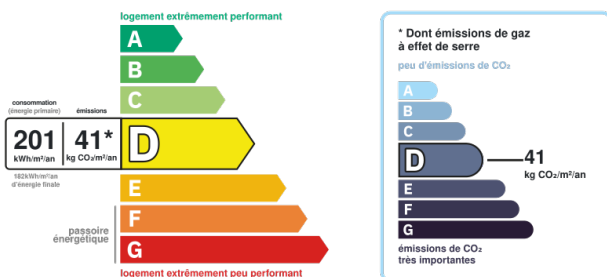 logement extrêmement performant
A
B
C
consommation
(énergie primaire)
émissions
201
kWh/m²/an
41*
kg CO₂/m²/an
D
182kWh/m²/an
d'énergie finale
E
F
G
passoire
énergétique
logement extrêmement peu performant
* Dont émissions de gaz
à effet de serre
peu d'émissions de CO₂
A
B
C
D
41
kg CO₂/m²/an
E
F
G
émissions de CO₂
très importantes